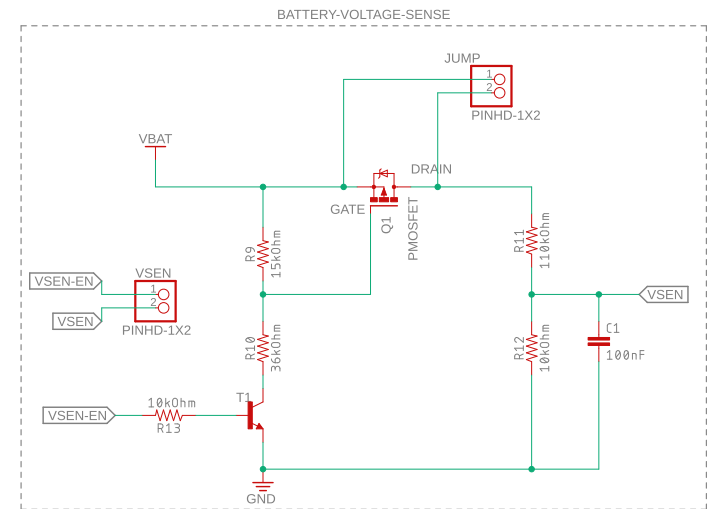 BATTERY-VOLTAGE-SENSE
JUMP
1
2
PINHD-1X2
VBAT
DRAIN
GATE
Q1
PMOSFET
R9
15kOhm
R11
110kOhm
VSEN-EN
VSEN
1
2
VSEN
PINHD-1X2
VSEN
R10
36kOhm
R12
10kOhm
C1
100nF
T1
10kOhm
VSEN-EN
R13
GND